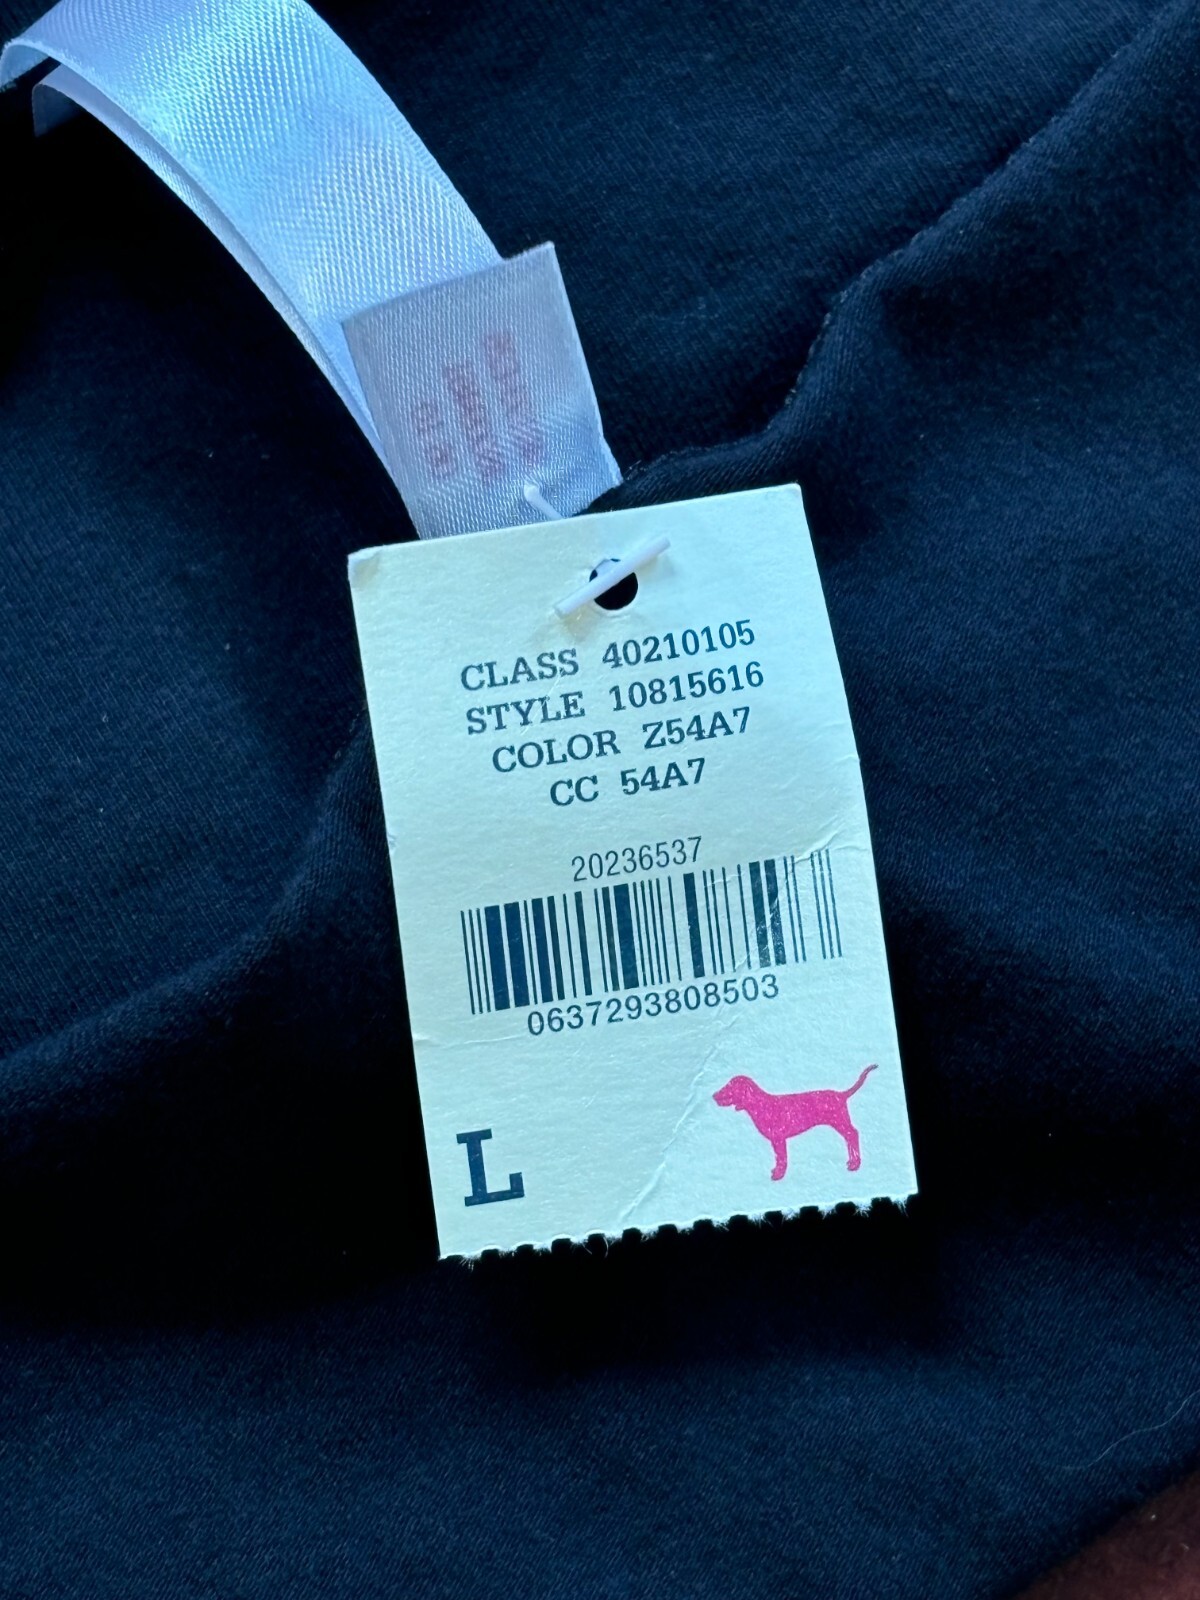 CLASS 40210105
STYLE 10815616
COLOR Z54A7
CC 54A7
20236537
0637293808503
L